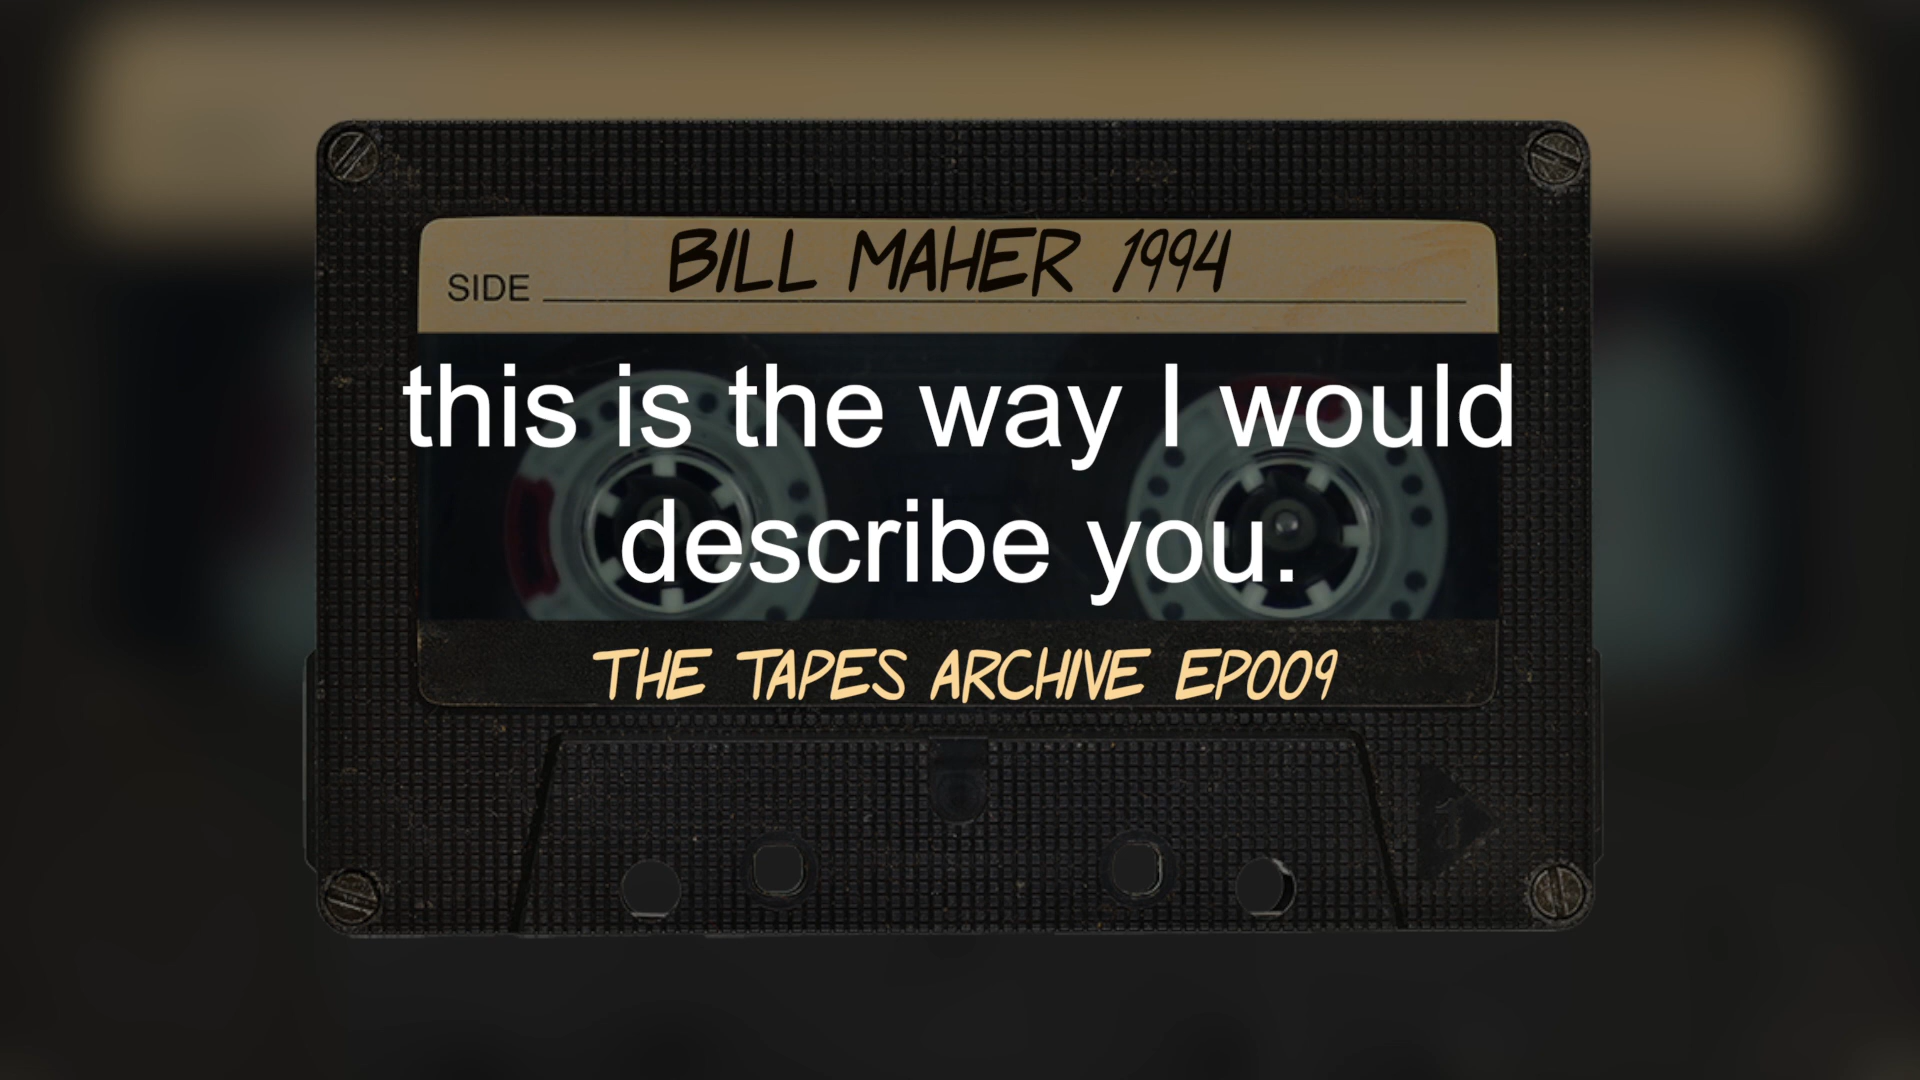 BILL MAHER 1994
SIDE
this is the way I would
describe you.
THE TAPES ARCHIVE EP009